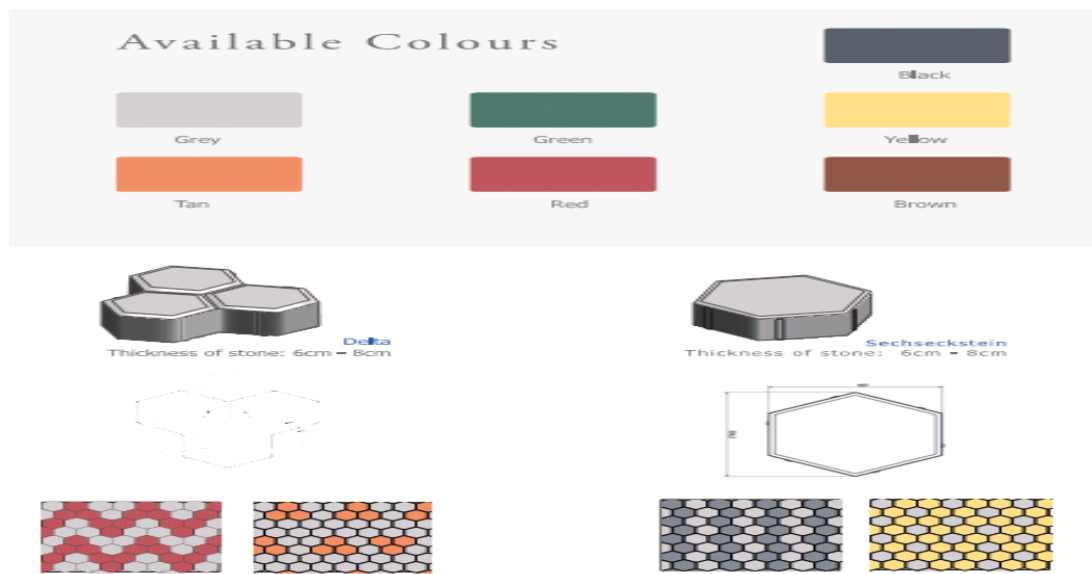 Available Colours
Black
Grey
Green
Yellow
Tan
Red
Brown
Delta
Thickness of stone: 6cm - 8cm
Sechseckstein
Thickness of stone: 6cm - 8cm